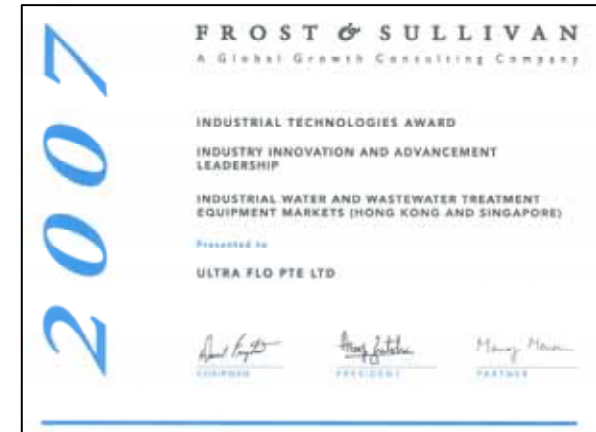 2007
FROST & SULLIVAN
A Global Growth Consulting Company
INDUSTRIAL TECHNOLOGIES AWARD
INDUSTRY INNOVATION AND ADVANCEMENT
LEADERSHIP
INDUSTRIAL WATER AND WASTEWATER TREATMENT
EQUIPMENT MARKETS (HONG KONG AND SINGAPORE)
Presented to
ULTRA FLO PTE LTD
CHAIRMAN PRESIDENT PARTNER